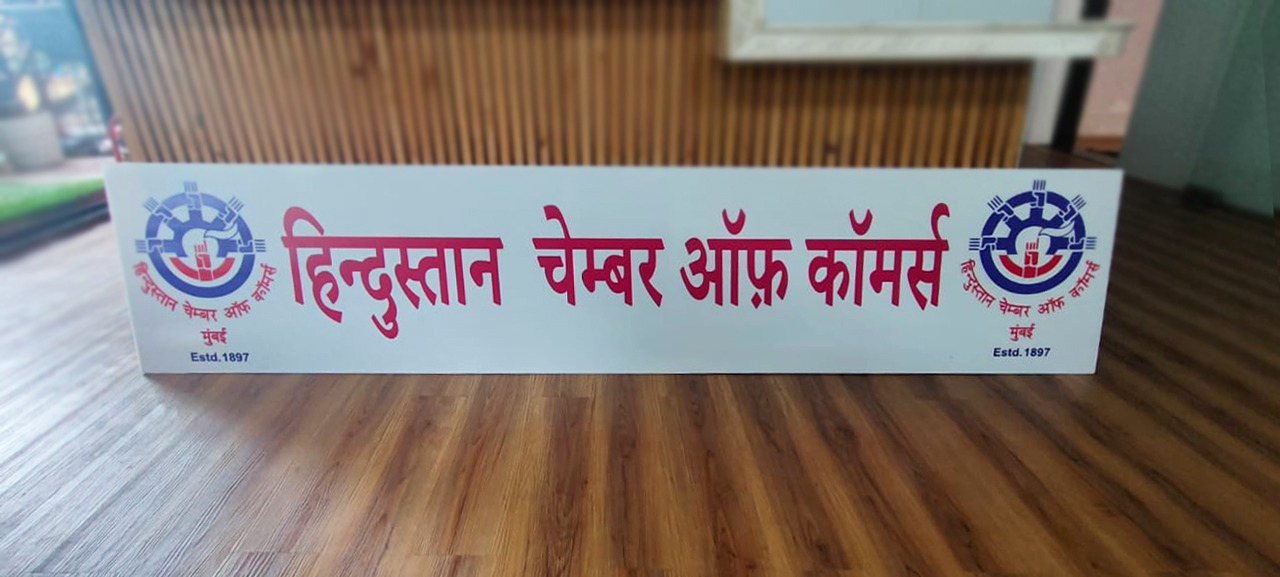 हिन्दुस्तान चेम्बर ऑफ़ कॉमर्स
हिन्दुस्तान चेम्बर ऑफ कॉमर्स
मुंबई
Estd.1897
हिन्दुस्तान चेम्बर ऑफ कॉमर्स
मुंबई
Estd.1897